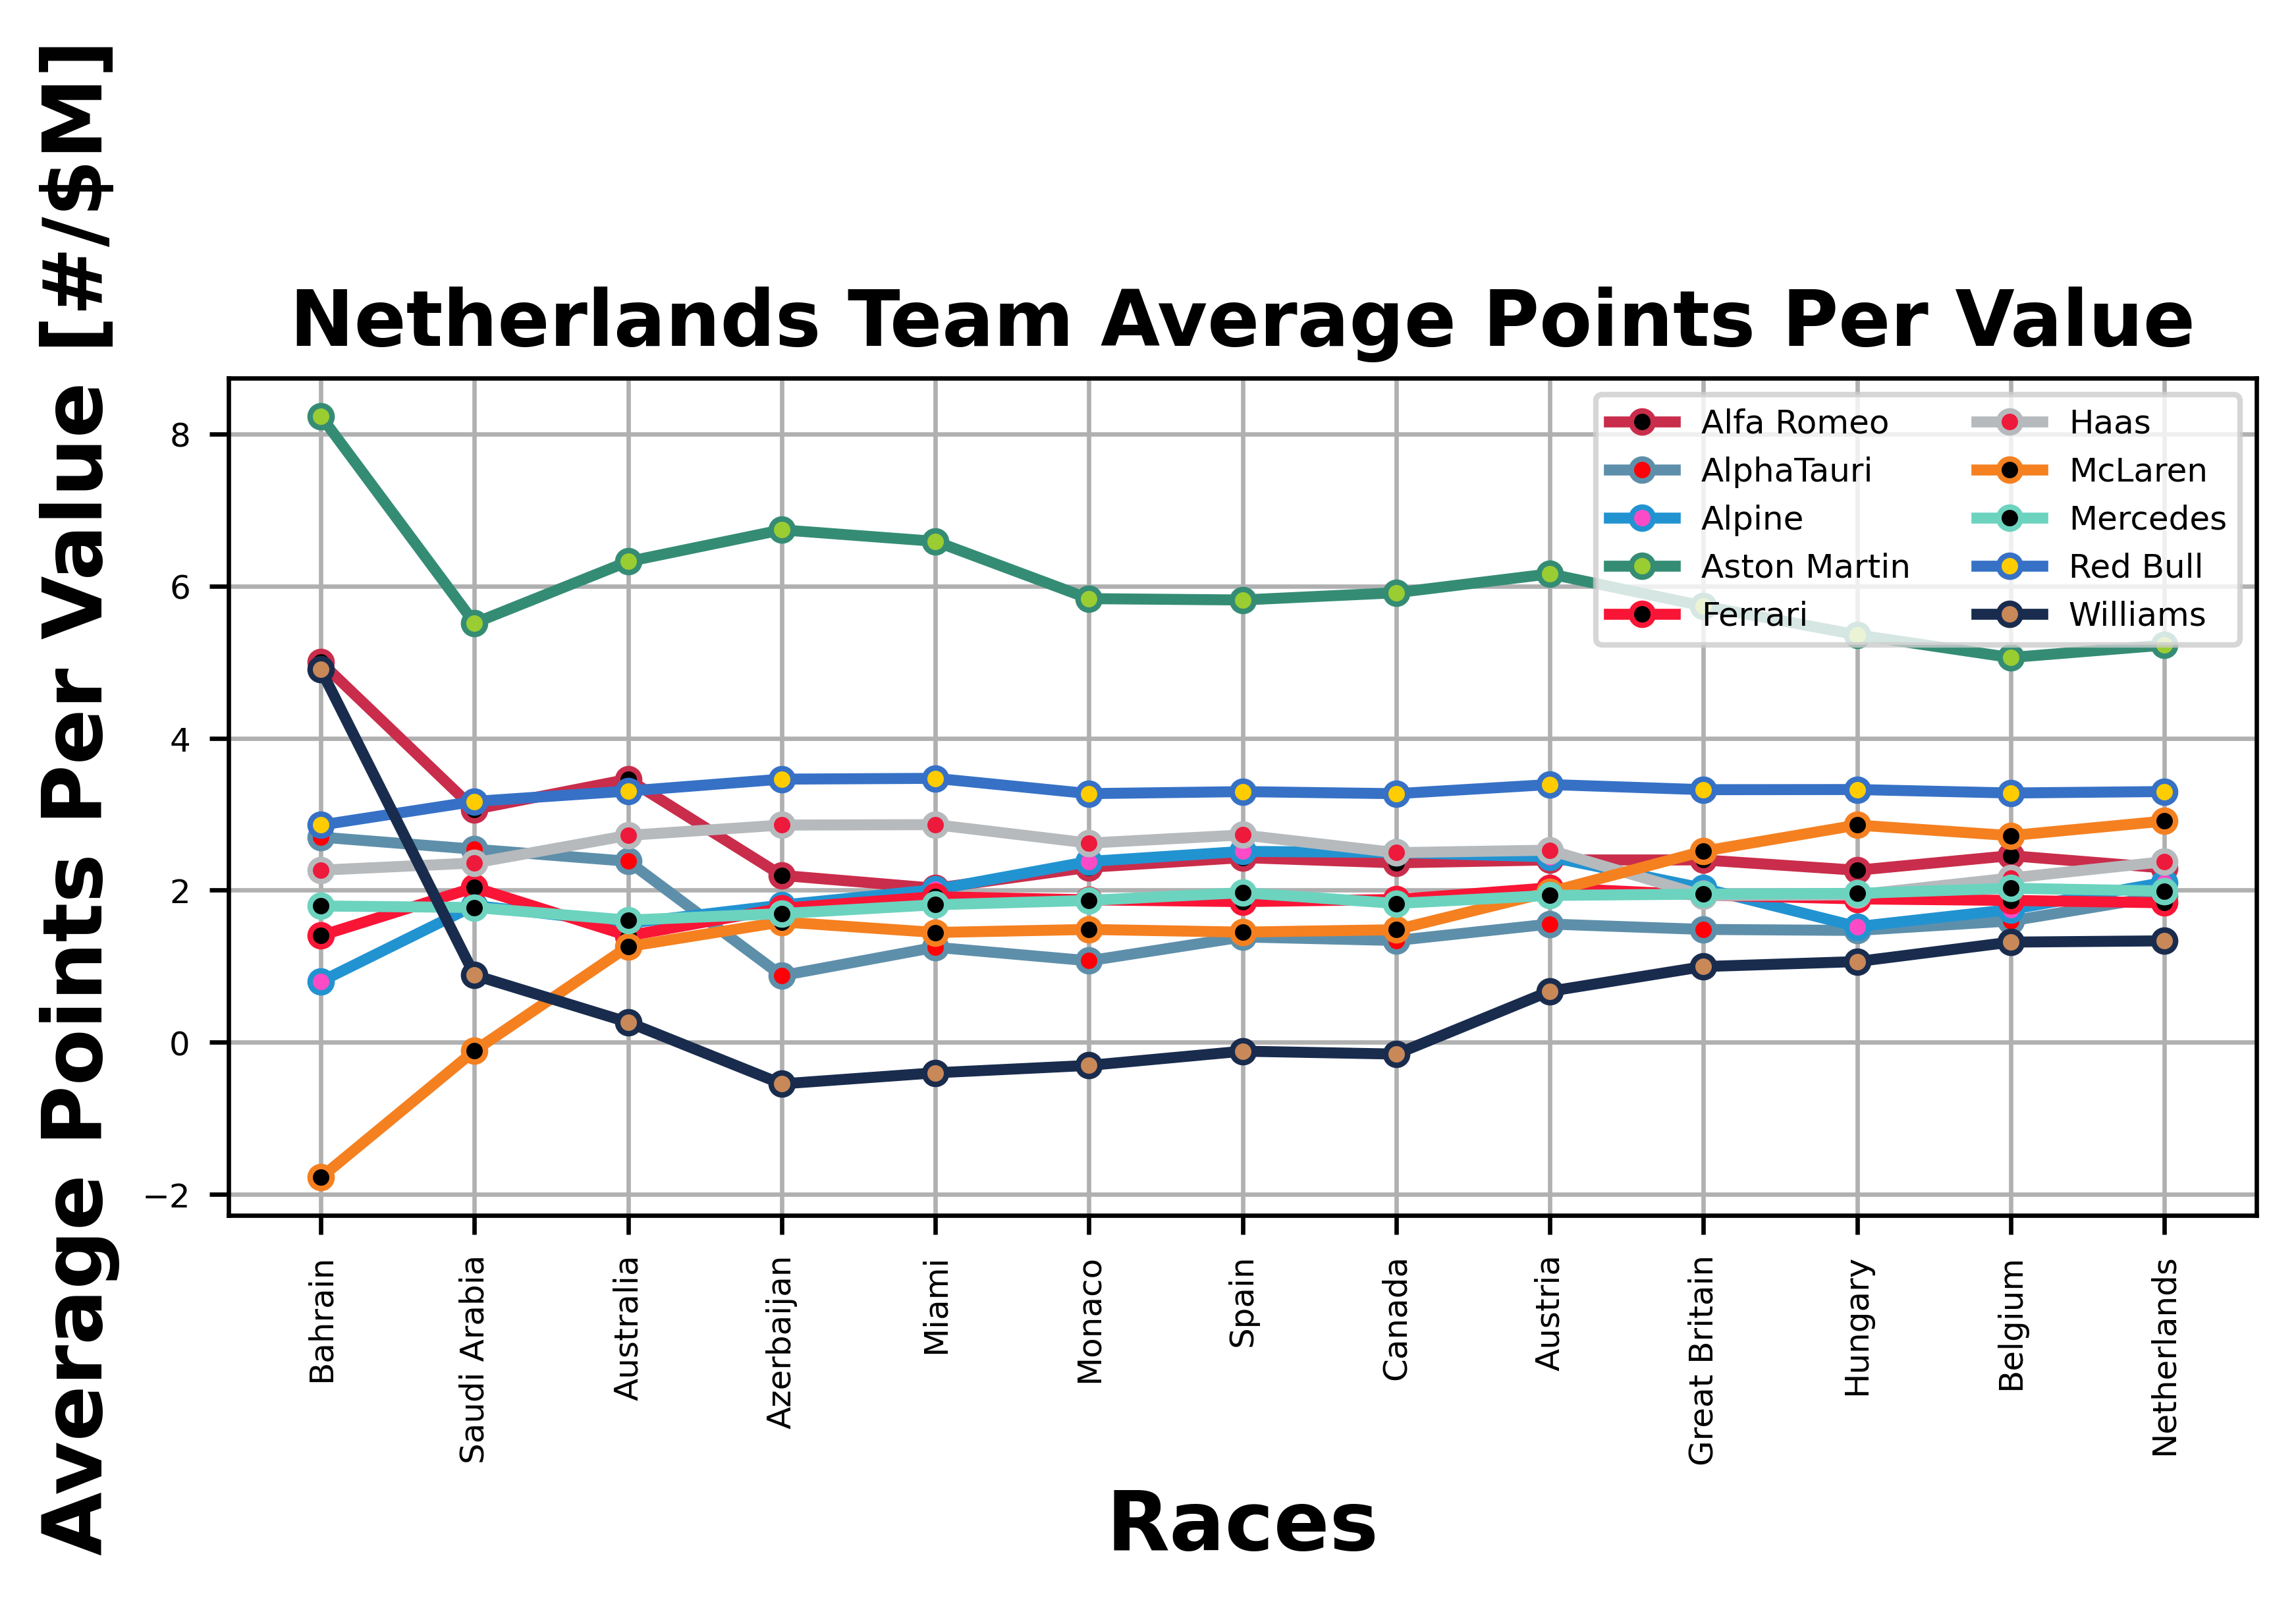 Netherlands Team Average Points Per Value
Average Points Per Value [#/$M]
8
6
4
2
0
−2
Alfa Romeo
AlphaTauri
Alpine
Aston Martin
Ferrari
Haas
McLaren
Mercedes
Red Bull
Williams
Bahrain
Saudi Arabia
Australia
Azerbaijan
Miami
Monaco
Spain
Canada
Austria
Great Britain
Hungary
Belgium
Netherlands
Races